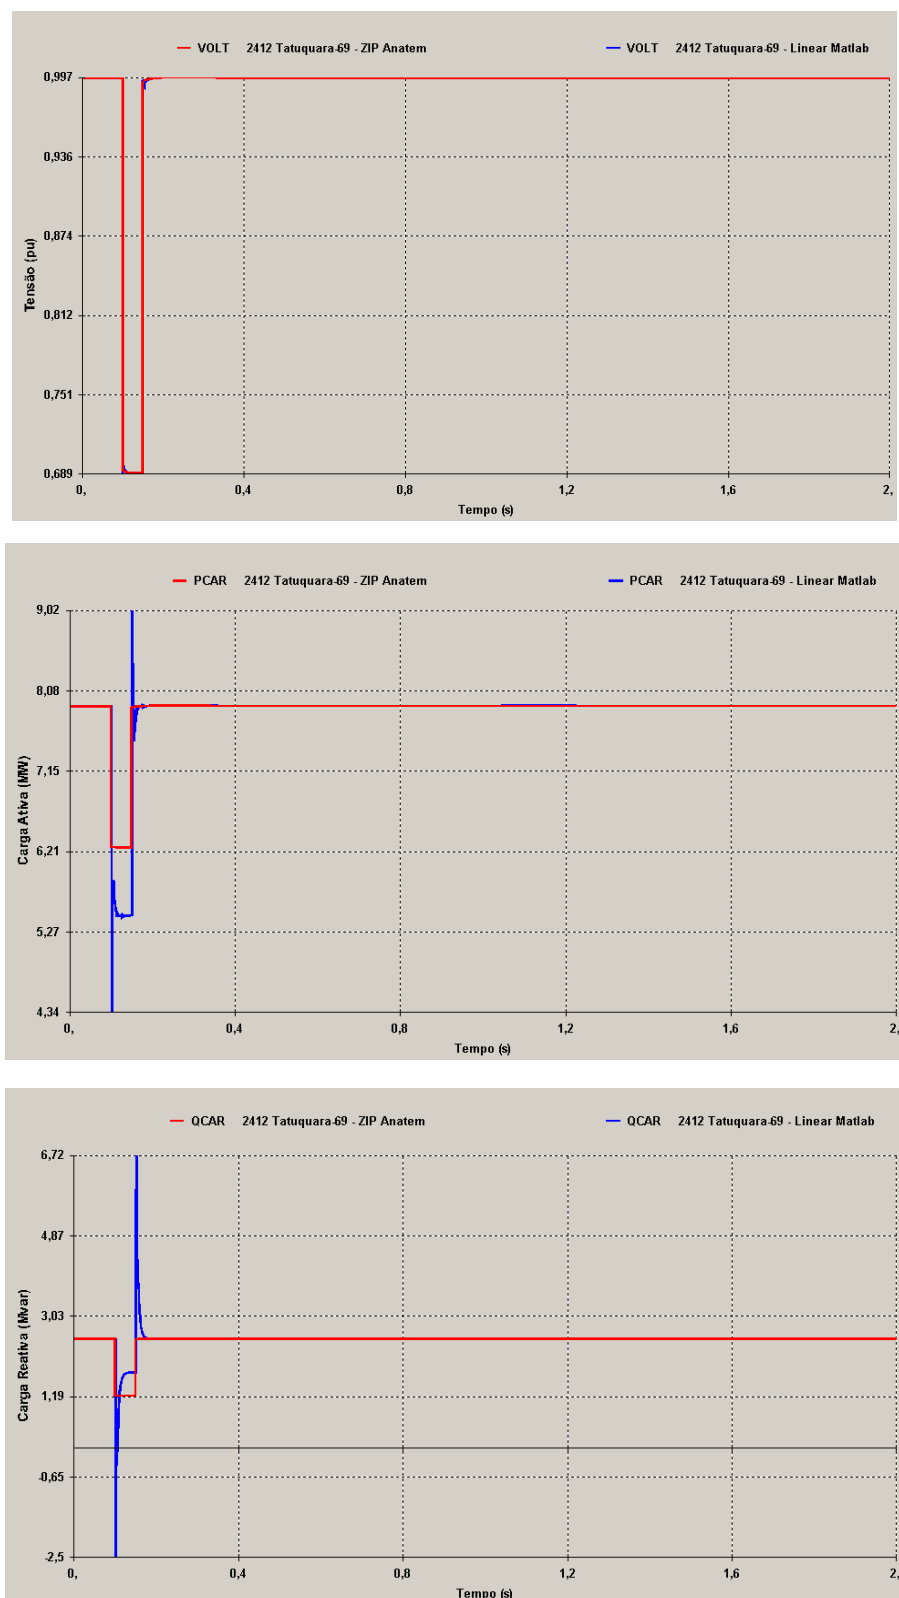 VOLT 2412 Tatuquara-69 - ZIP Anatem VOLT 2412 Tatuquara-69 - Linear Matlab
0,997
0,936
0,874
0,812
0,751
0,689
Tensão (pu)
0, 0,4 0,8 1,2 1,6 2,
Tempo (s)
PCAR 2412 Tatuquara-69 - ZIP Anatem PCAR 2412 Tatuquara-69 - Linear Matlab
9,02
8,08
7,15
6,21
5,27
4,34
Carga Ativa (MW)
0, 0,4 0,8 1,2 1,6 2,
Tempo (s)
QCAR 2412 Tatuquara-69 - ZIP Anatem QCAR 2412 Tatuquara-69 - Linear Matlab
6,72
4,87
3,03
1,19
-0,65
-2,5
Carga Reativa (Mvar)
0, 0,4 0,8 1,2 1,6 2,
Tempo (s)